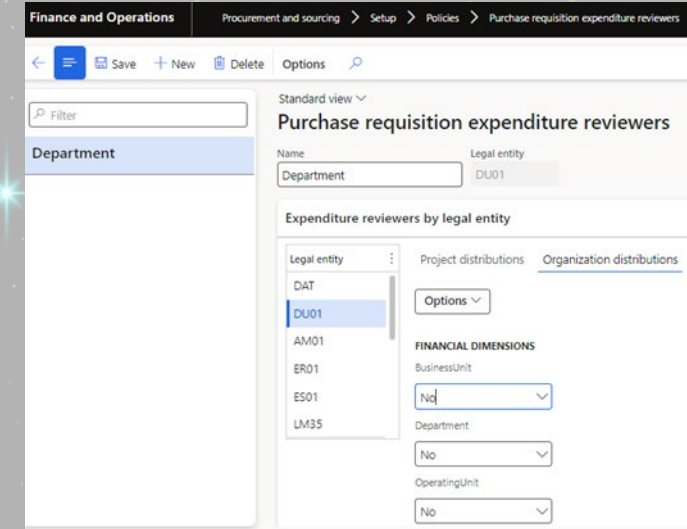 Finance and Operations Procurement and sourcing > Setup > Policies > Purchase requisition expenditure reviewers
Save + New Delete Options
Standard view
Filter
Purchase requisition expenditure reviewers
Department
Name Legal entity
Department DU01
Expenditure reviewers by legal entity
Legal entity Project distributions Organization distributions
DAT
Options
DU01
AM01
FINANCIAL DIMENSIONS
ER01
BusinessUnit
ES01
No
LM35
Department
No
OperatingUnit
No